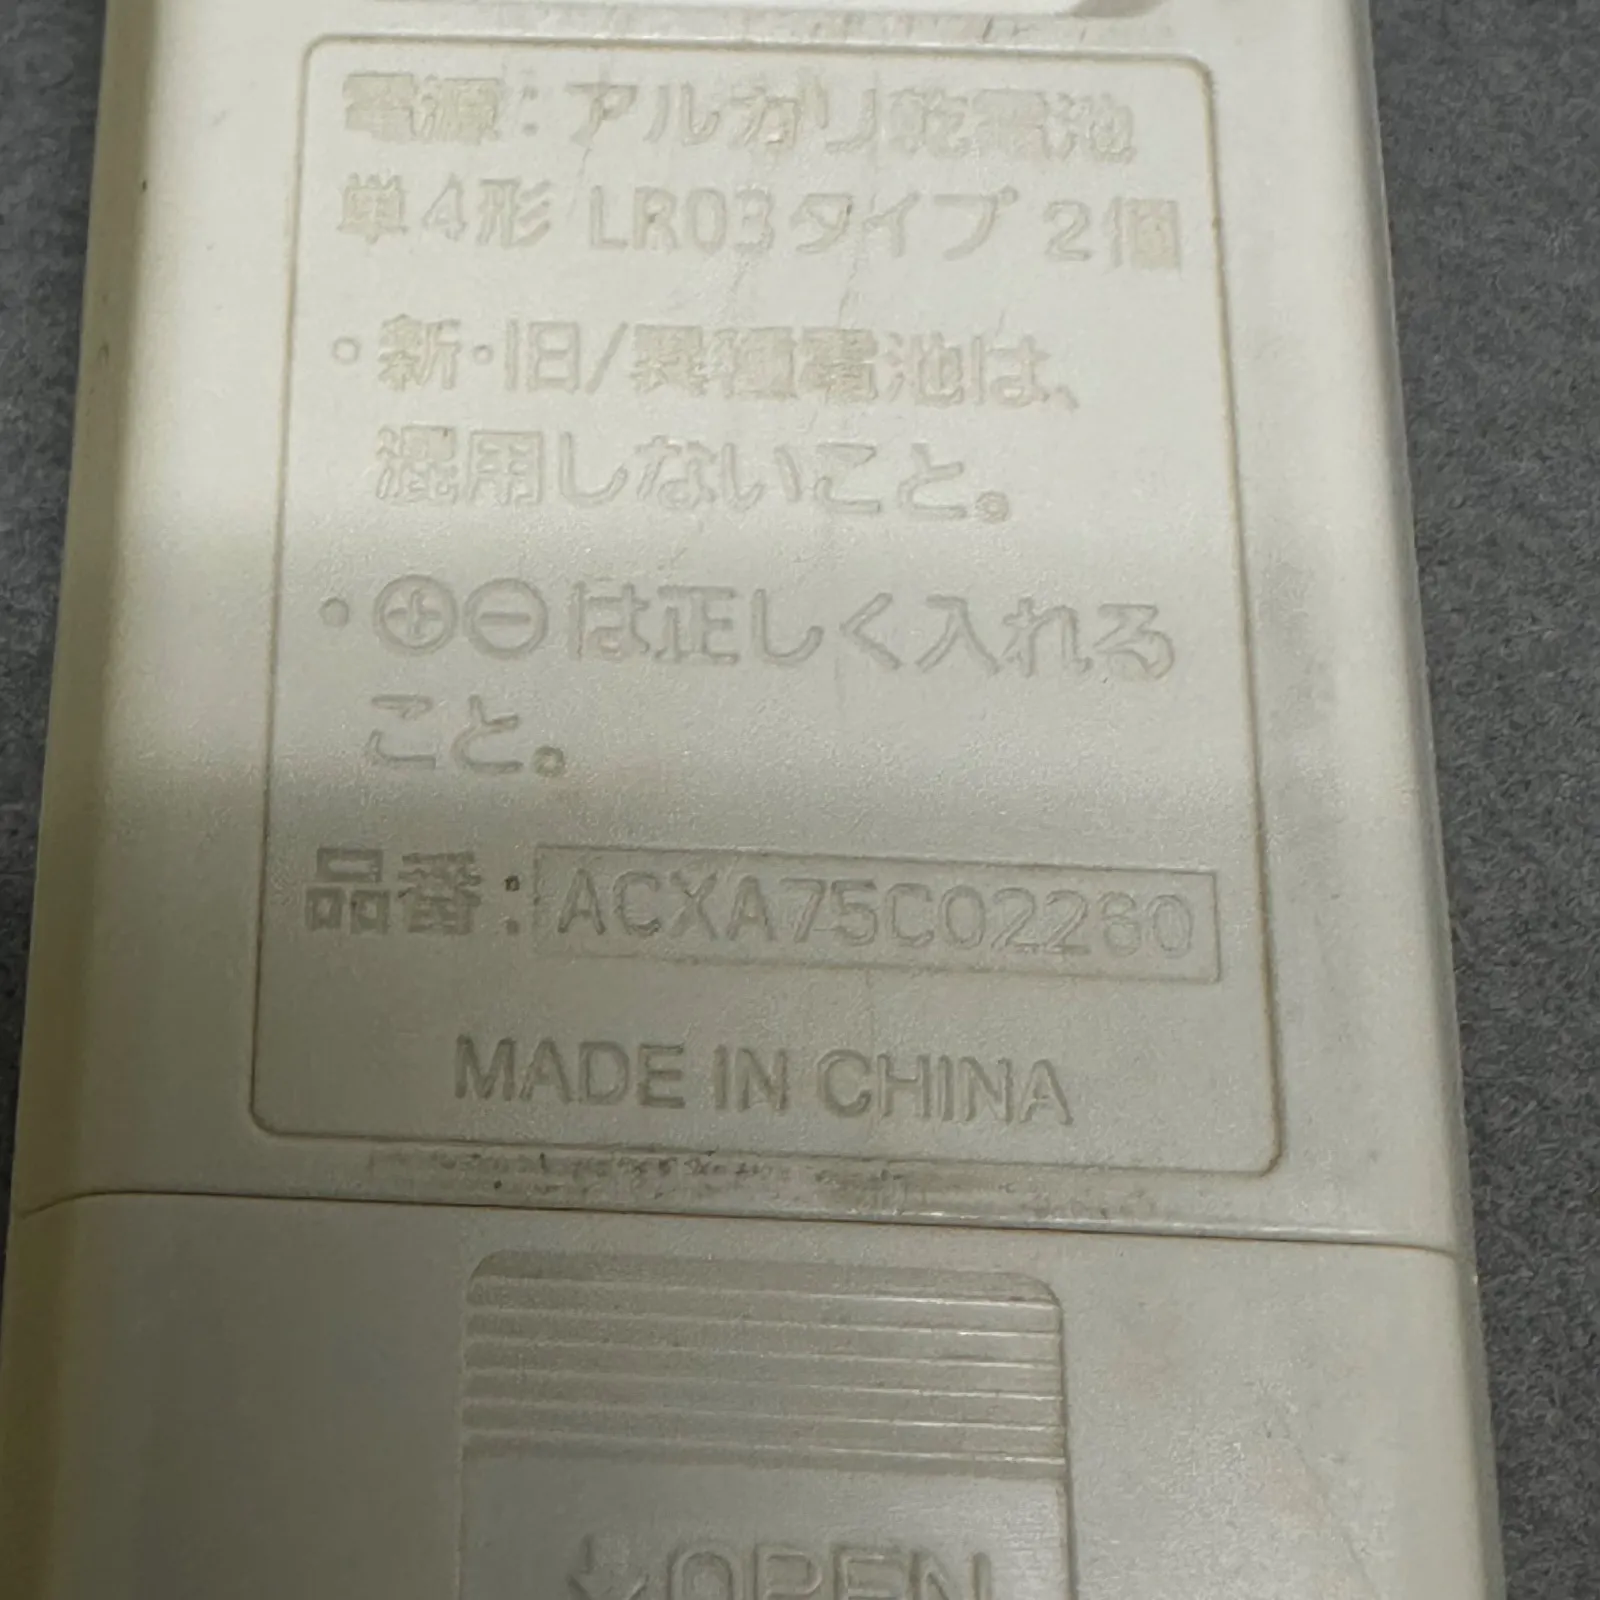 電源:アルカリ乾電池
単4形 LR03タイプ 2個
・新・旧/異種電池は、
混用しないこと。
・⊕⊖は正しく入れる
こと。
品番: ACXA75C02260
MADE IN CHINA
OPEN